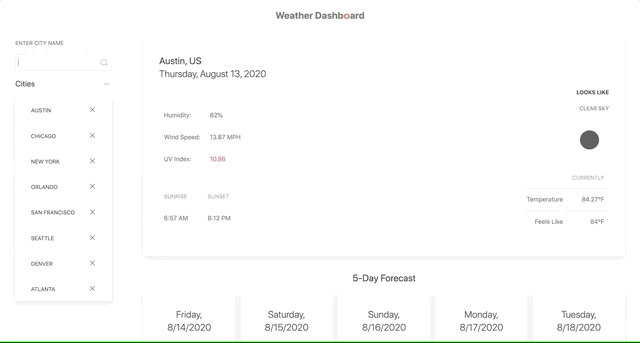 Weather Dashboard
ENTER CITY NAME
Cities
AUSTIN
CHICAGO
NEW YORK
ORLANDO
SAN FRANCISCO
SEATTLE
DENVER
ATLANTA
Austin, US
Thursday, August 13, 2020
Humidity: 62%
Wind Speed: 13.87 MPH
UV Index: 10.86
SUNRISE SUNSET
6:57 AM 8:12 PM
LOOKS LIKE
CLEAR SKY
CURRENTLY
Temperature 84.27°F
Feels Like 84°F
5-Day Forecast
Friday, 8/14/2020
Saturday, 8/15/2020
Sunday, 8/16/2020
Monday, 8/17/2020
Tuesday, 8/18/2020